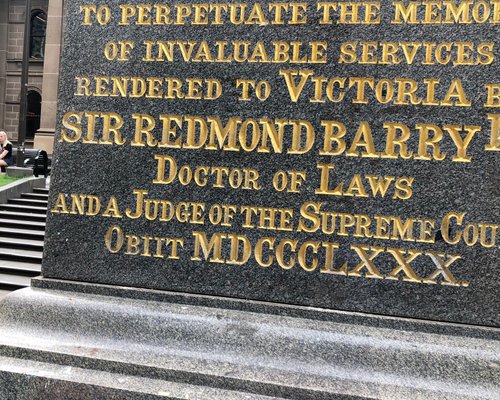 TO PERPETUATE THE MEMO
OF INVALUABLE SERVICES
RENDERED TO VICTORIA B
SIR REDMOND BARRY K
DOCTOR OF LAWS
AND A JUDGE OF THE SUPREME COU
OBIIT MDCCCLXXX.